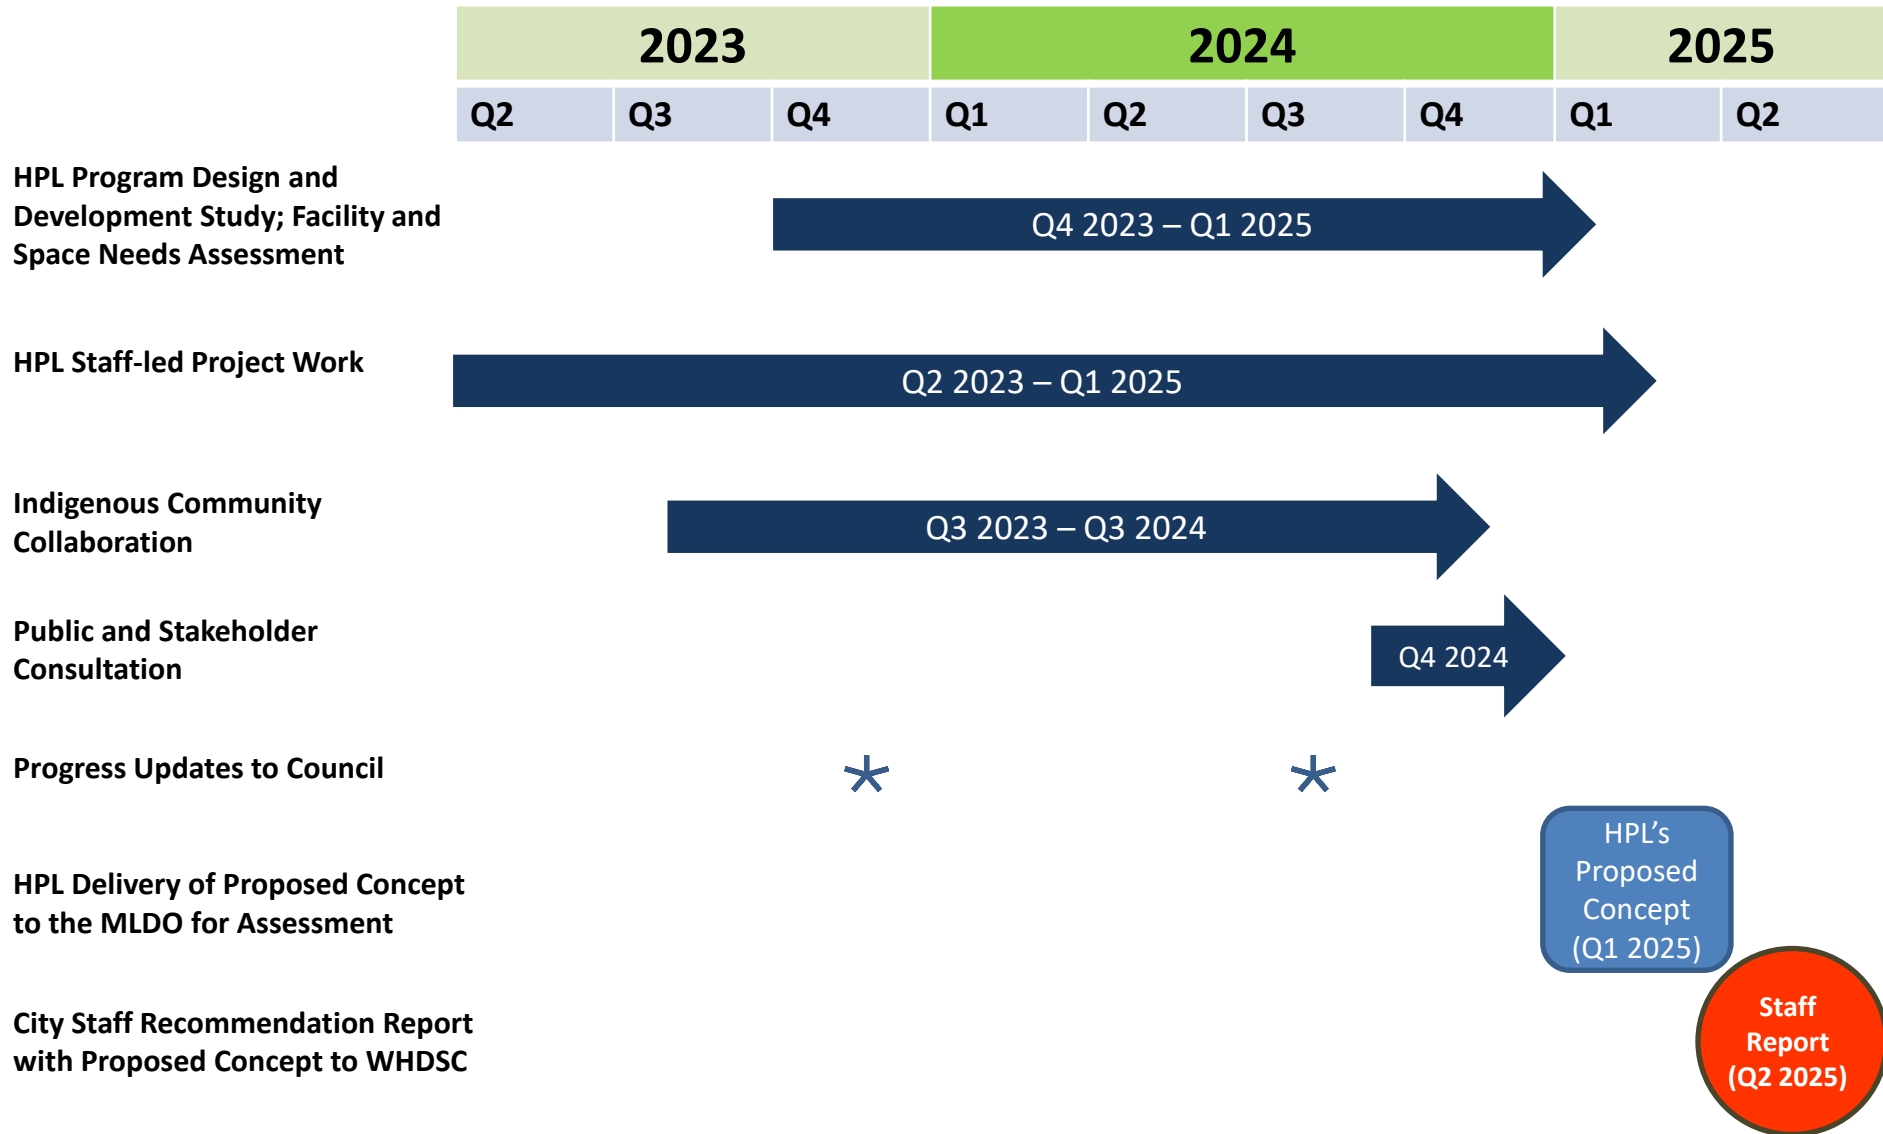 2023 2024 2025
Q2 Q3 Q4 Q1 Q2 Q3 Q4 Q1 Q2
HPL Program Design and
Development Study; Facility and
Space Needs Assessment
Q4 2023 – Q1 2025
HPL Staff-led Project Work
Q2 2023 – Q1 2025
Indigenous Community
Collaboration
Q3 2023 – Q3 2024
Public and Stakeholder
Consultation
Q4 2024
Progress Updates to Council
* *
HPL Delivery of Proposed Concept
to the MLDO for Assessment
HPL’s
Proposed
Concept
(Q1 2025)
City Staff Recommendation Report
with Proposed Concept to WHDSC
Staff
Report
(Q2 2025)